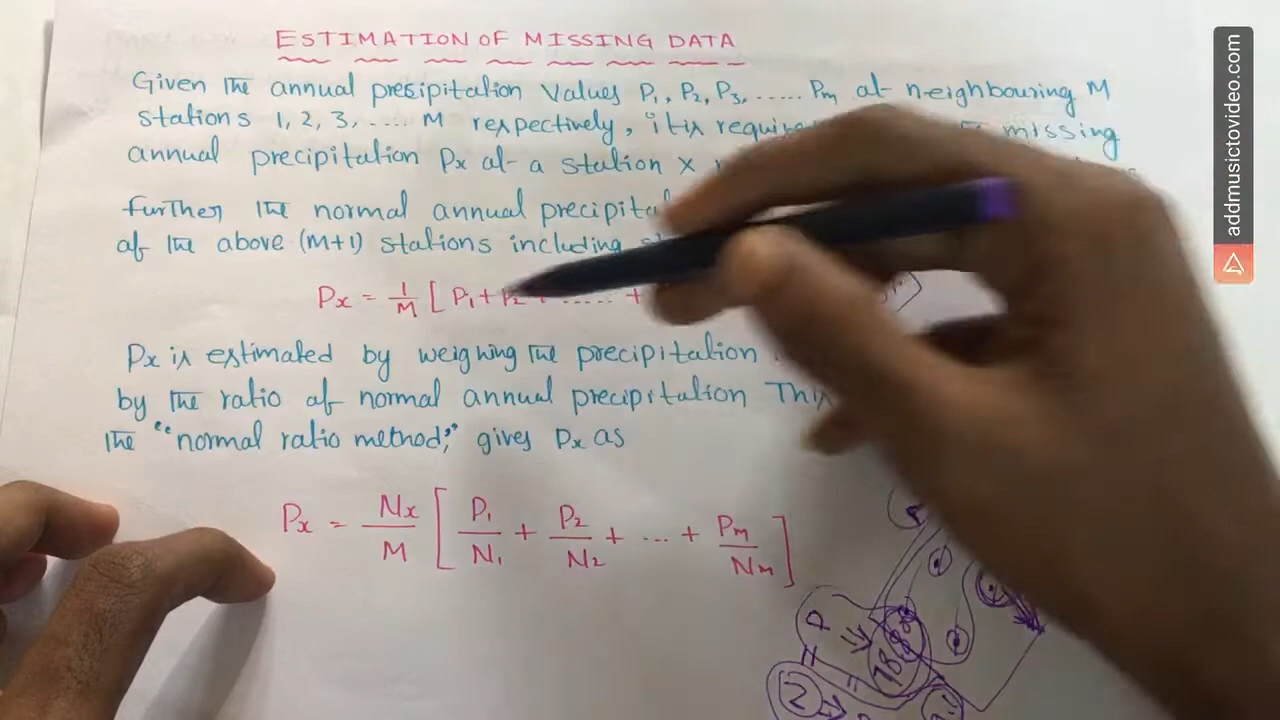 ESTIMATION OF MISSING DATA
Given the annual precipitation values P₁, P₂, P₃, ..... Pm at neighbouring M
stations 1, 2, 3, .... M respectively, it is missing
annual precipitation Px at a station X
further the normal annual
of the above (M+1) stations including
Px = 1/M [P₁ + P₂ + ..... +
Px is estimated by weighing the precipitation
by the ratio of normal annual precipitation This
the "normal ratio method," gives Px as
Px = Nx/M [P₁/N₁ + P₂/N₂ + ... + Pm/Nm]
P
2
addmusictovideo.com